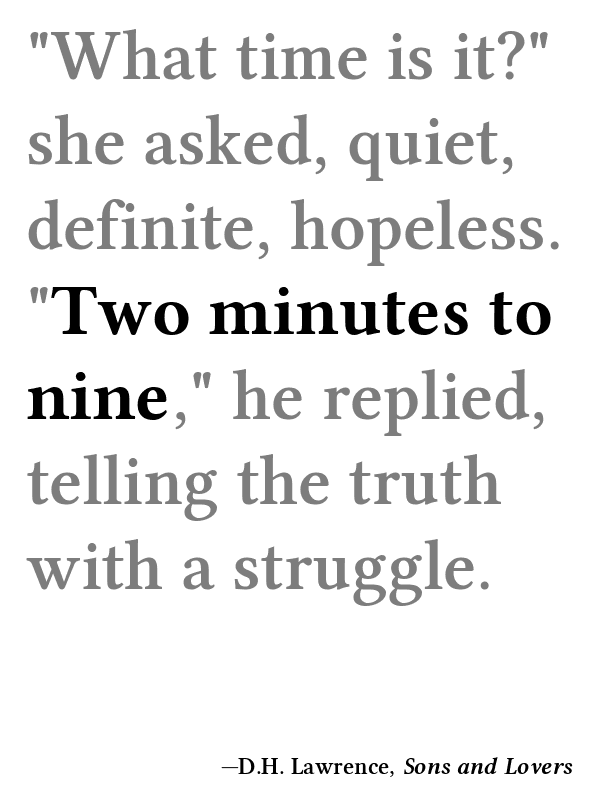 "What time is it?"
she asked, quiet,
definite, hopeless.
"Two minutes to
nine," he replied,
telling the truth
with a struggle.
—D.H. Lawrence, Sons and Lovers